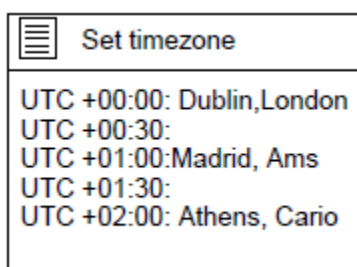 Set timezone
UTC +00:00: Dublin,London
UTC +00:30:
UTC +01:00:Madrid, Ams
UTC +01:30:
UTC +02:00: Athens, Cario